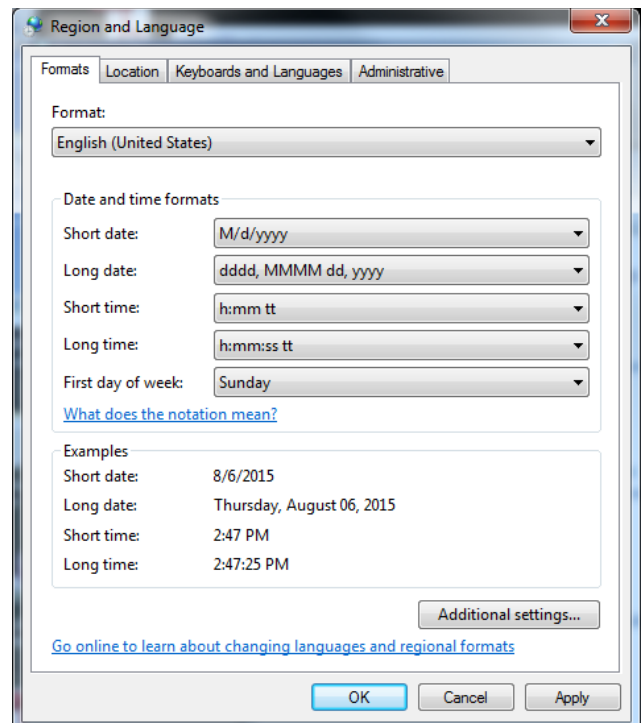 Region and Language
Formats Location Keyboards and Languages Administrative
Format:
English (United States)
Date and time formats
Short date: M/d/yyyy
Long date: dddd, MMMM dd, yyyy
Short time: h:mm tt
Long time: h:mm:ss tt
First day of week: Sunday
What does the notation mean?
Examples
Short date: 8/6/2015
Long date: Thursday, August 06, 2015
Short time: 2:47 PM
Long time: 2:47:25 PM
Additional settings...
Go online to learn about changing languages and regional formats
OK Cancel Apply